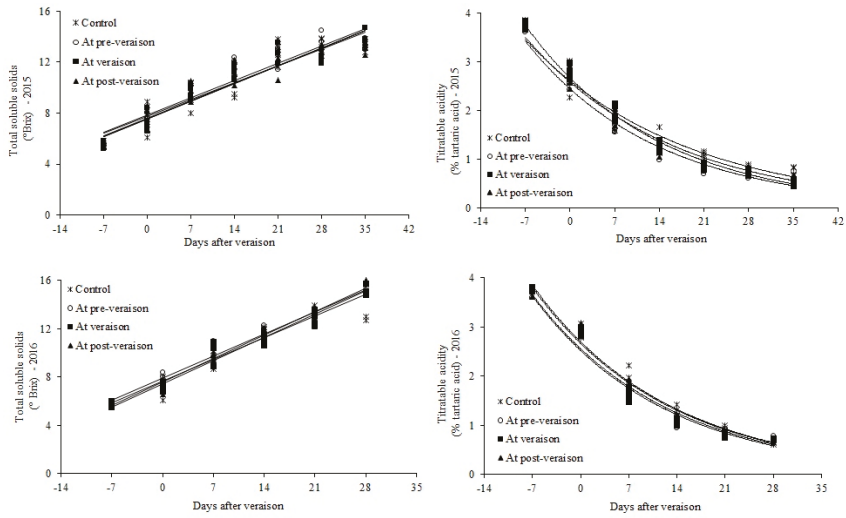 Total soluble solids
(°Brix) - 2015
16
12
8
4
0
Control
At pre-veraison
At veraison
At post-veraison
-14 -7 0 7 14 21 28 35 42
Days after veraison
Titratable acidity
(% tartaric acid) - 2015
4
3
2
1
0
Control
At pre-veraison
At veraison
At post-veraison
-14 -7 0 7 14 21 28 35 42
Days after veraison
Total soluble solids
(° Brix) - 2016
16
12
8
4
0
Control
At pre-veraison
At veraison
At post-veraison
-14 -7 0 7 14 21 28 35
Days after veraison
Titratable acidity
(% tartaric acid) - 2016
4
3
2
1
0
Control
At pre-veraison
At veraison
At post-veraison
-14 -7 0 7 14 21 28 35
Days after veraison